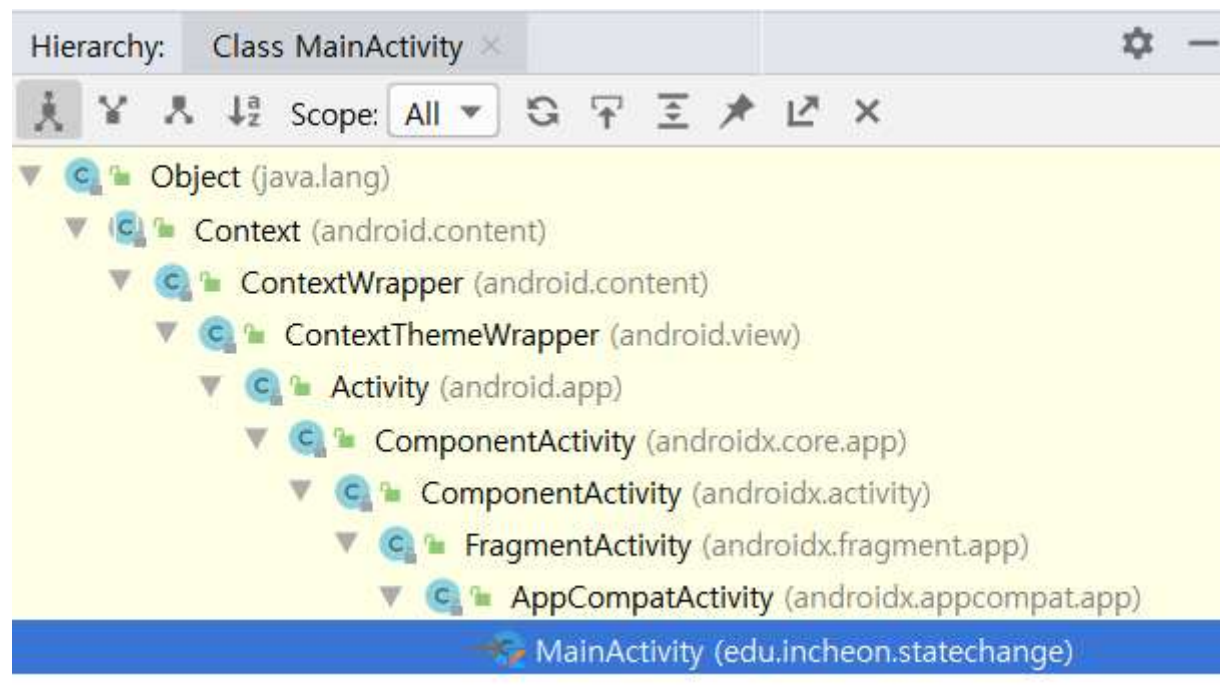 Hierarchy: Class MainActivity
Scope: All
Object (java.lang)
Context (android.content)
ContextWrapper (android.content)
ContextThemeWrapper (android.view)
Activity (android.app)
ComponentActivity (androidx.core.app)
ComponentActivity (androidx.activity)
FragmentActivity (androidx.fragment.app)
AppCompatActivity (androidx.appcompat.app)
MainActivity (edu.incheon.statechange)